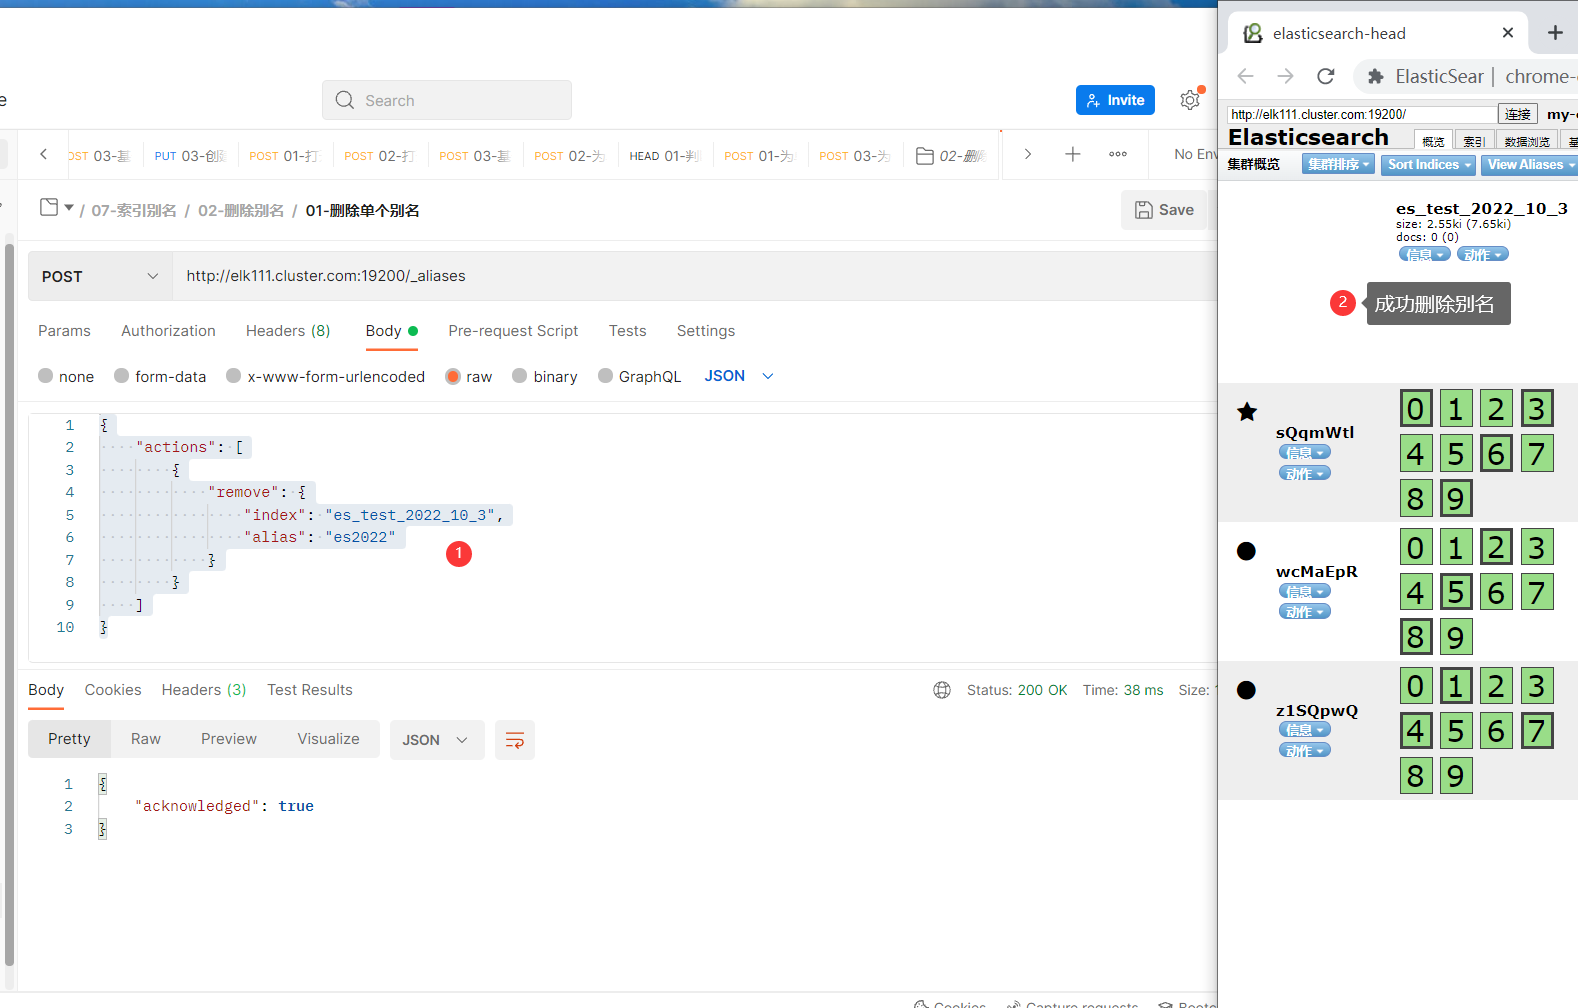 e
Search
Invite
OST 03-基
PUT 03-创建
POST 01-打
POST 02-打
POST 03-基
POST 02-为
HEAD 01-判
POST 01-为
POST 03-为
02-删除
No Env
/ 07-索引别名 / 02-删除别名 / 01-删除单个别名
Save
POST
http://elk111.cluster.com:19200/_aliases
Params Authorization Headers (8) Body Pre-request Script Tests Settings
none form-data x-www-form-urlencoded raw binary GraphQL JSON
1 {
2 "actions": [
3 {
4 "remove": {
5 "index": "es_test_2022_10_3",
6 "alias": "es2022"
7 }
8 }
9 ]
10 }
1
Body Cookies Headers (3) Test Results
Status: 200 OK Time: 38 ms Size: 1
Pretty Raw Preview Visualize JSON
1 {
2 "acknowledged": true
3 }
Cookies Capture requests Bootc
elasticsearch-head
ElasticSear | chrome-
http://elk111.cluster.com:19200/ 连接 my-
Elasticsearch 概览 索引 数据浏览 基
集群概览 集群排序 Sort Indices View Aliases
es_test_2022_10_3
size: 2.55ki (7.65ki)
docs: 0 (0)
信息 动作
2 成功删除别名
sQqmWtl
信息
动作
0 1 2 3
4 5 6 7
8 9
wcMaEpR
信息
动作
0 1 2 3
4 5 6 7
8 9
z1SQpwQ
信息
动作
0 1 2 3
4 5 6 7
8 9